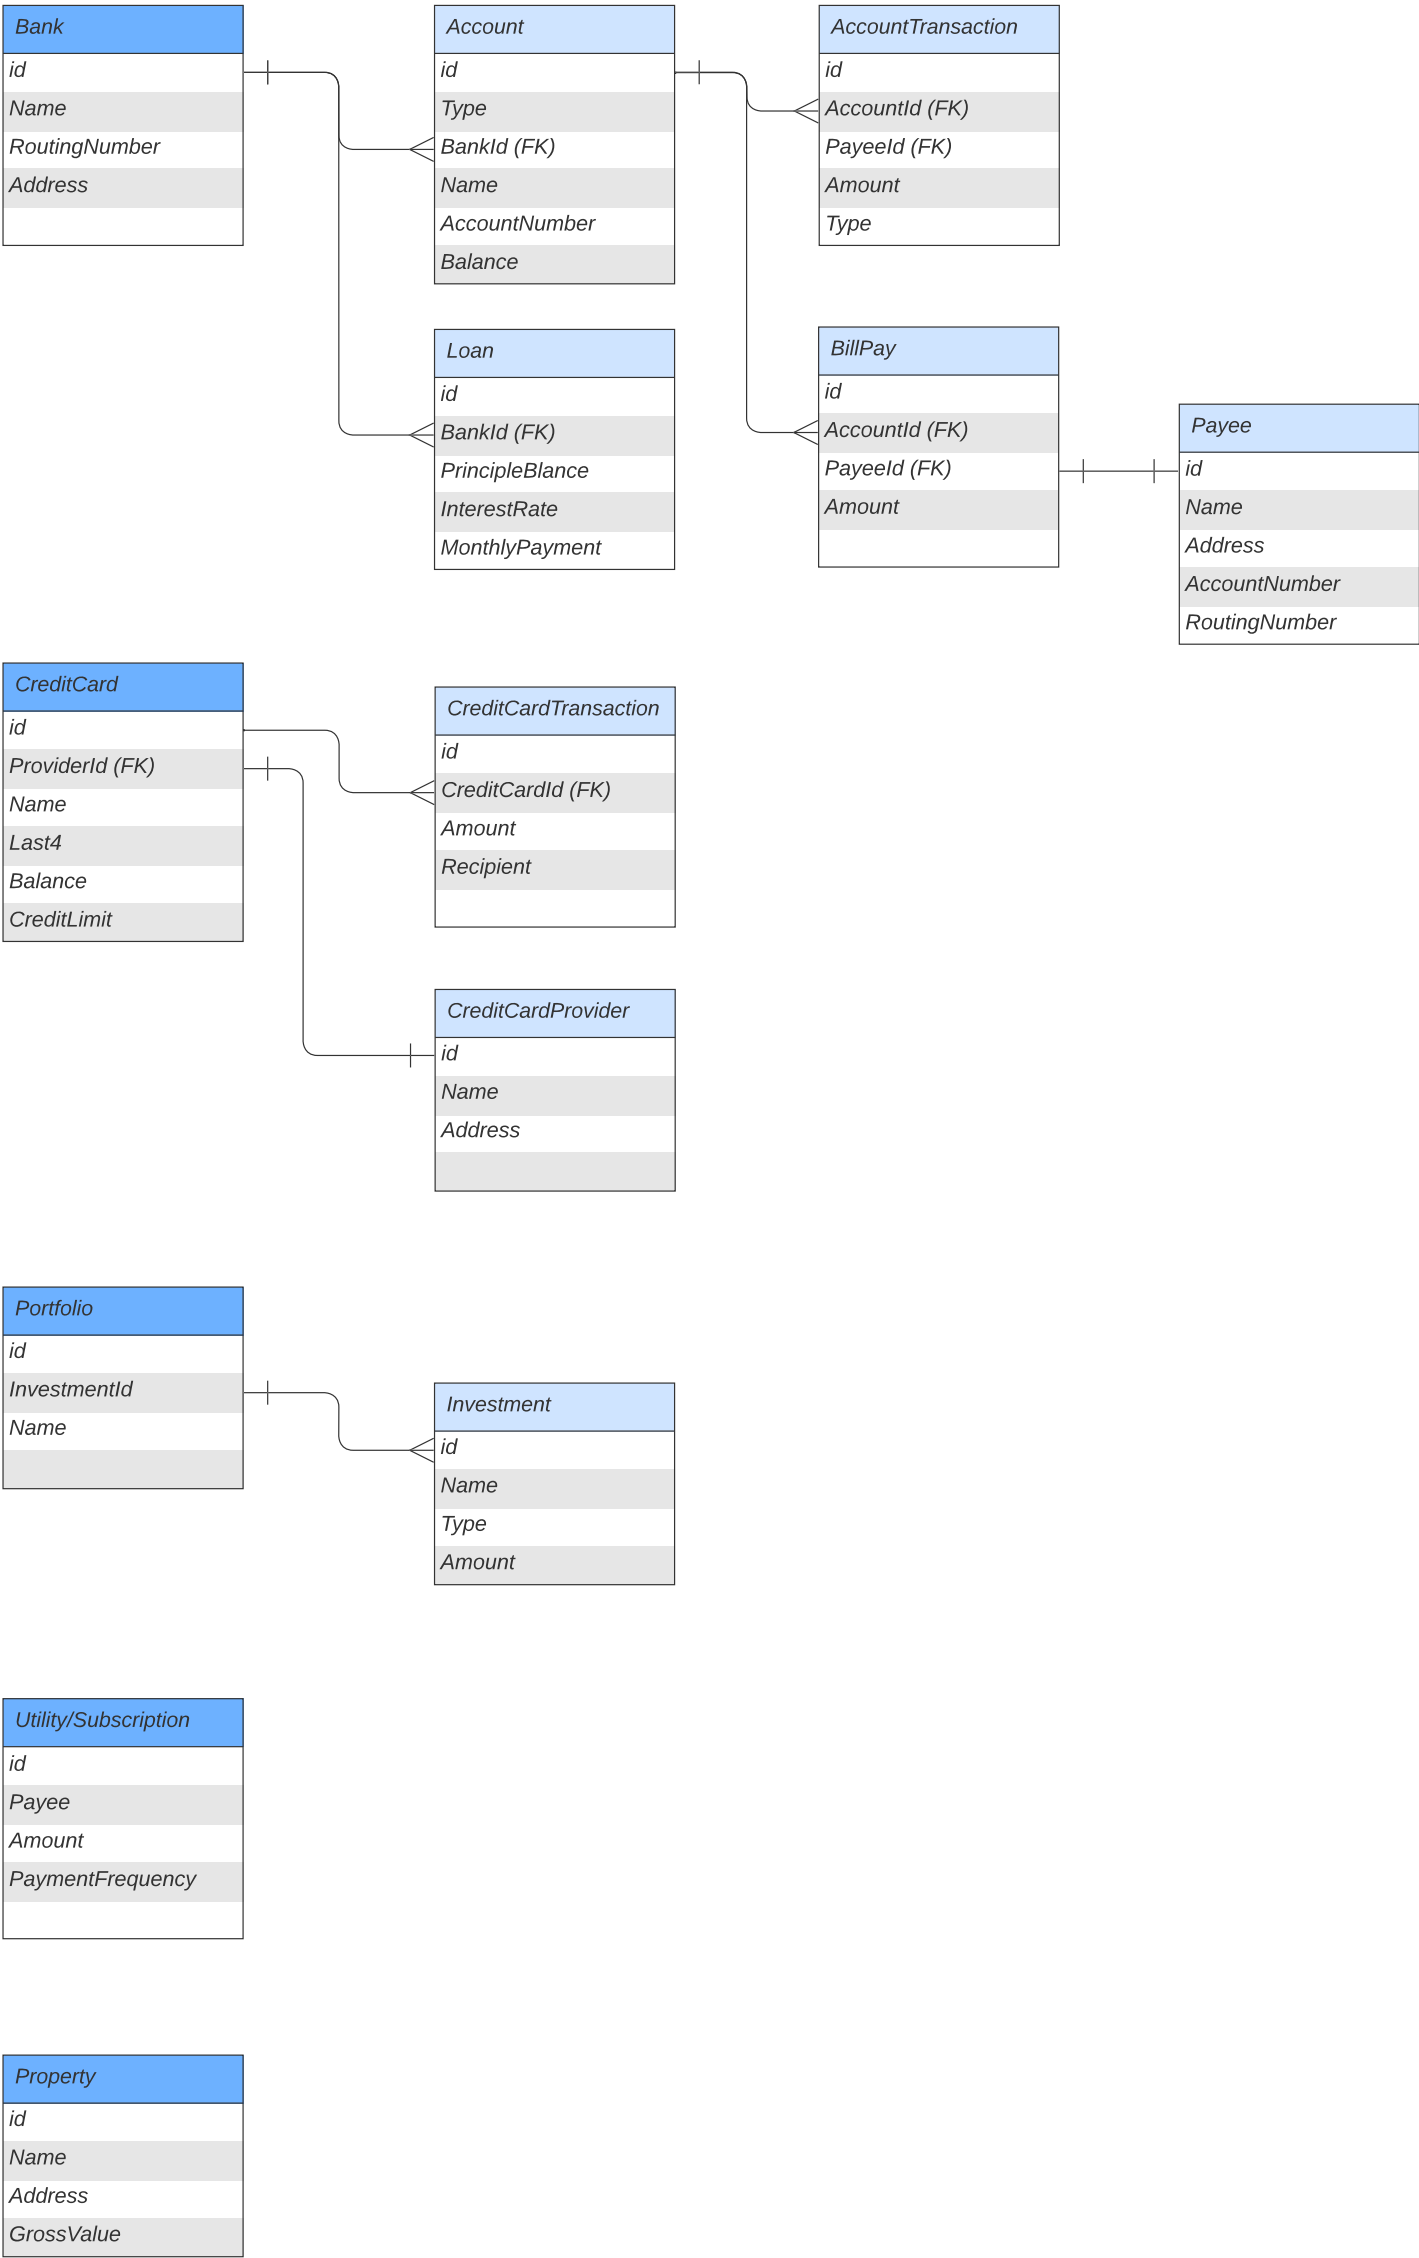 Bank
id
Name
RoutingNumber
Address
Account
id
Type
BankId (FK)
Name
AccountNumber
Balance
AccountTransaction
id
AccountId (FK)
PayeeId (FK)
Amount
Type
Loan
id
BankId (FK)
PrincipleBlance
InterestRate
MonthlyPayment
BillPay
id
AccountId (FK)
PayeeId (FK)
Amount
Payee
id
Name
Address
AccountNumber
RoutingNumber
CreditCard
id
ProviderId (FK)
Name
Last4
Balance
CreditLimit
CreditCardTransaction
id
CreditCardId (FK)
Amount
Recipient
CreditCardProvider
id
Name
Address
Portfolio
id
InvestmentId
Name
Investment
id
Name
Type
Amount
Utility/Subscription
id
Payee
Amount
PaymentFrequency
Property
id
Name
Address
GrossValue